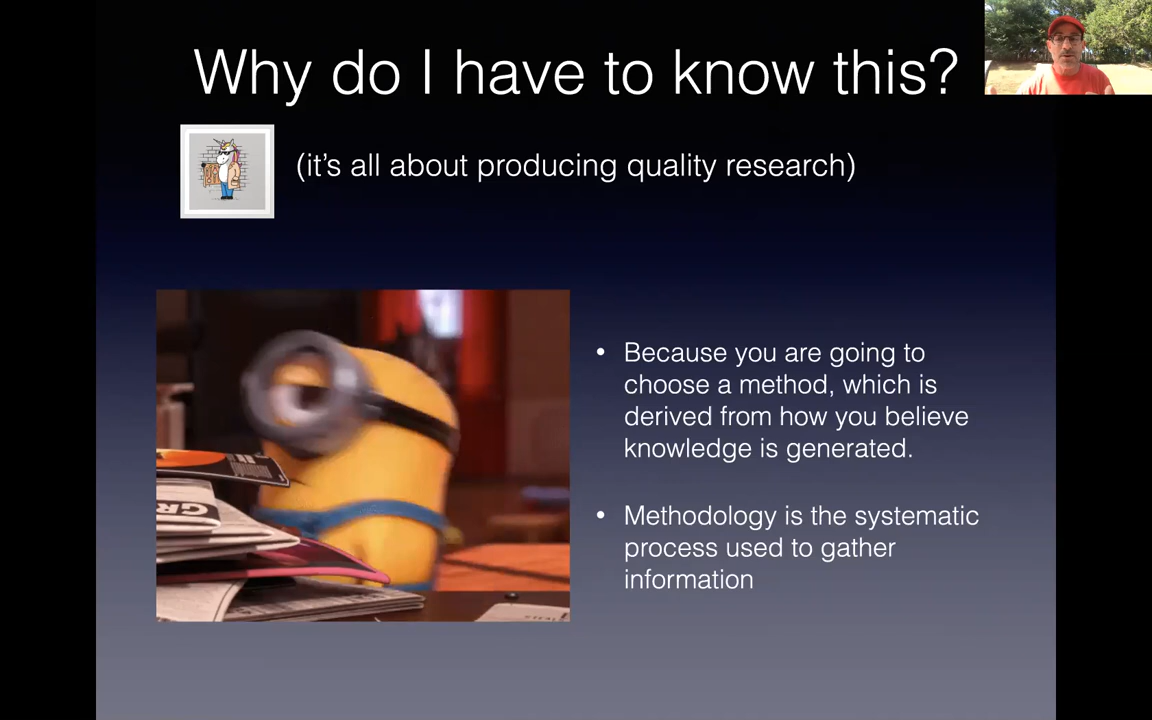 Why do I have to know this?
(it's all about producing quality research)
• Because you are going to
choose a method, which is
derived from how you believe
knowledge is generated.
• Methodology is the systematic
process used to gather
information